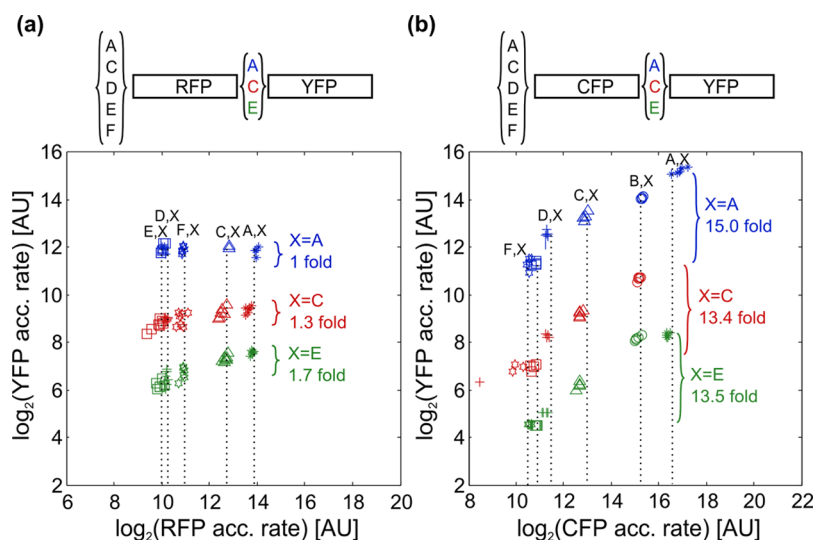 (a)
A
C
D
E
F
RFP
A
C
E
YFP
16
14
12
10
8
6
4
2
log2(YFP acc. rate) [AU]
D,X
E,X
F,X
C,X
A,X
X=A
1 fold
X=C
1.3 fold
X=E
1.7 fold
6
8
10
12
14
16
18
20
log2(RFP acc. rate) [AU]
(b)
A
C
D
E
F
CFP
A
C
E
YFP
16
14
12
10
8
6
4
2
log2(YFP acc. rate) [AU]
F,X
D,X
C,X
B,X
A,X
X=A
15.0 fold
X=C
13.4 fold
X=E
13.5 fold
8
10
12
14
16
18
20
22
log2(CFP acc. rate) [AU]